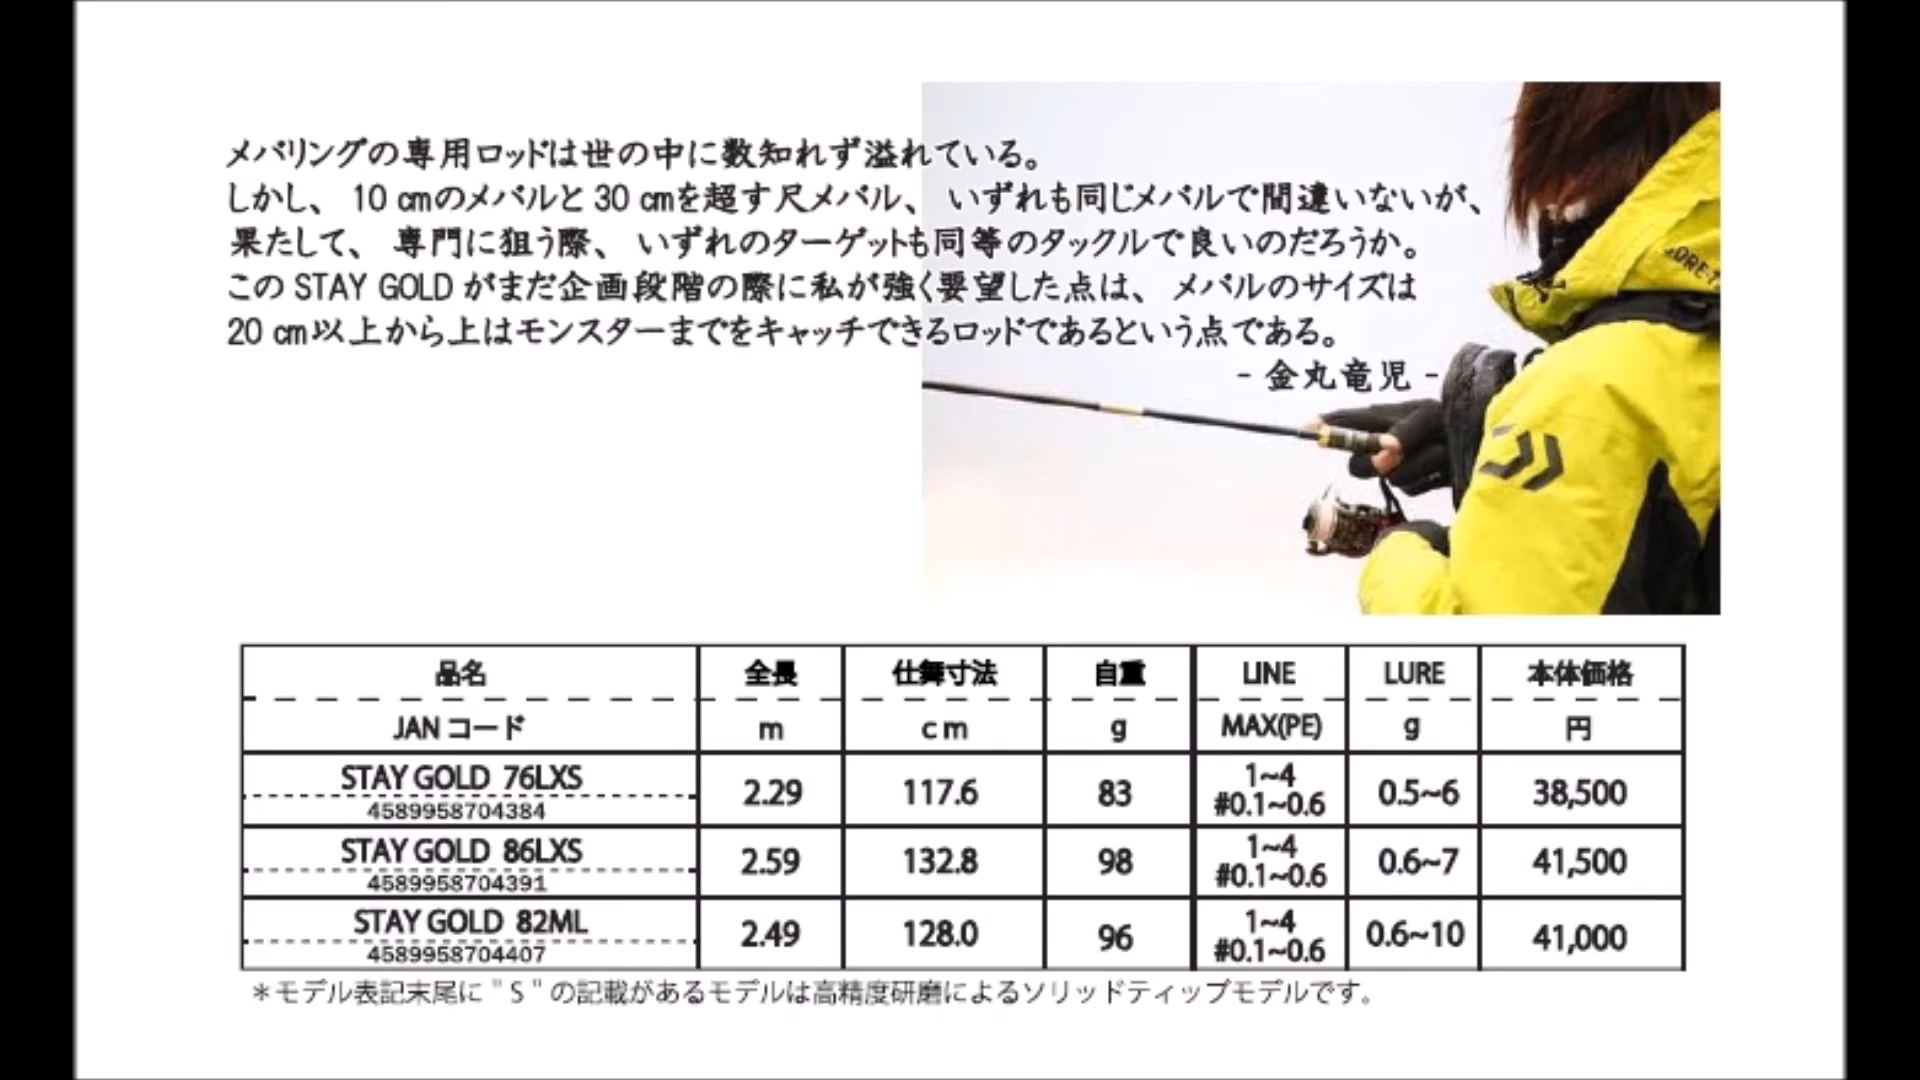 メバリングの専用ロッドは世の中に数知れず溢れている。
しかし、10 cmのメバルと30 cmを超す尺メバル、いずれも同じメバルで間違いないが、
果たして、専門に狙う際、いずれのターゲットも同等のタックルで良いのだろうか。
この STAY GOLD がまだ企画段階の際に私が強く要望した点は、メバルのサイズは
20 cm以上から上はモンスターまでをキャッチできるロッドであるという点である。
- 金丸竜児 -
品名 全長 仕舞寸法 自重 LINE LURE 本体価格
JAN コード m cm g MAX(PE) g 円
STAY GOLD 76LXS 2.29 117.6 83 1~4 0.5~6 38,500
4589958704384 #0.1~0.6
STAY GOLD 86LXS 2.59 132.8 98 1~4 0.6~7 41,500
4589958704391 #0.1~0.6
STAY GOLD 82ML 2.49 128.0 96 1~4 0.6~10 41,000
4589958704407 #0.1~0.6
＊モデル表記末尾に " S " の記載があるモデルは高精度研磨によるソリッドティップモデルです。